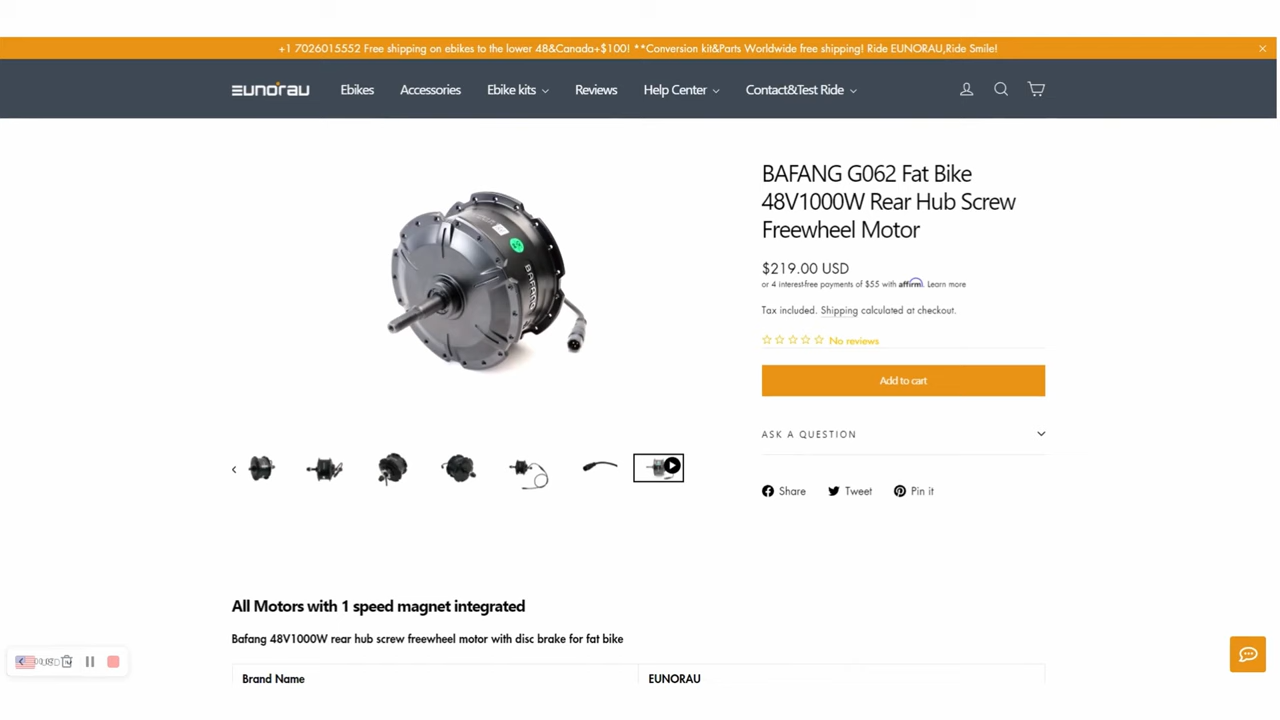 +1 7026015552 Free shipping on ebikes to the lower 48&Canada+$100! **Conversion kit&Parts Worldwide free shipping! Ride EUNORAU,Ride Smile!
EUNORAU Ebikes Accessories Ebike kits Reviews Help Center Contact&Test Ride
BAFANG G062 Fat Bike
48V1000W Rear Hub Screw
Freewheel Motor
$219.00 USD
or 4 interest-free payments of $55 with affirm. Learn more
Tax included. Shipping calculated at checkout.
No reviews
BAFANG
Add to cart
ASK A QUESTION
Share Tweet Pin it
All Motors with 1 speed magnet integrated
Bafang 48V1000W rear hub screw freewheel motor with disc brake for fat bike
Brand Name EUNORAU